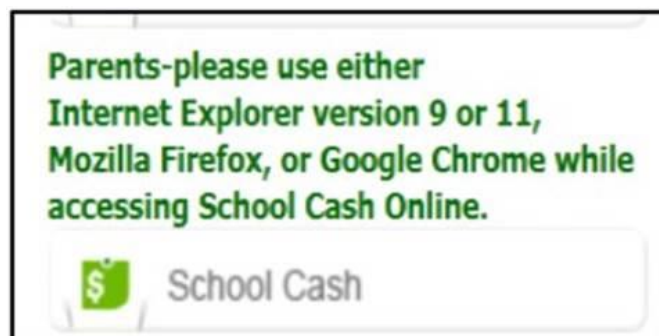 Parents-please use either
Internet Explorer version 9 or 11,
Mozilla Firefox, or Google Chrome while
accessing School Cash Online.
$ School Cash